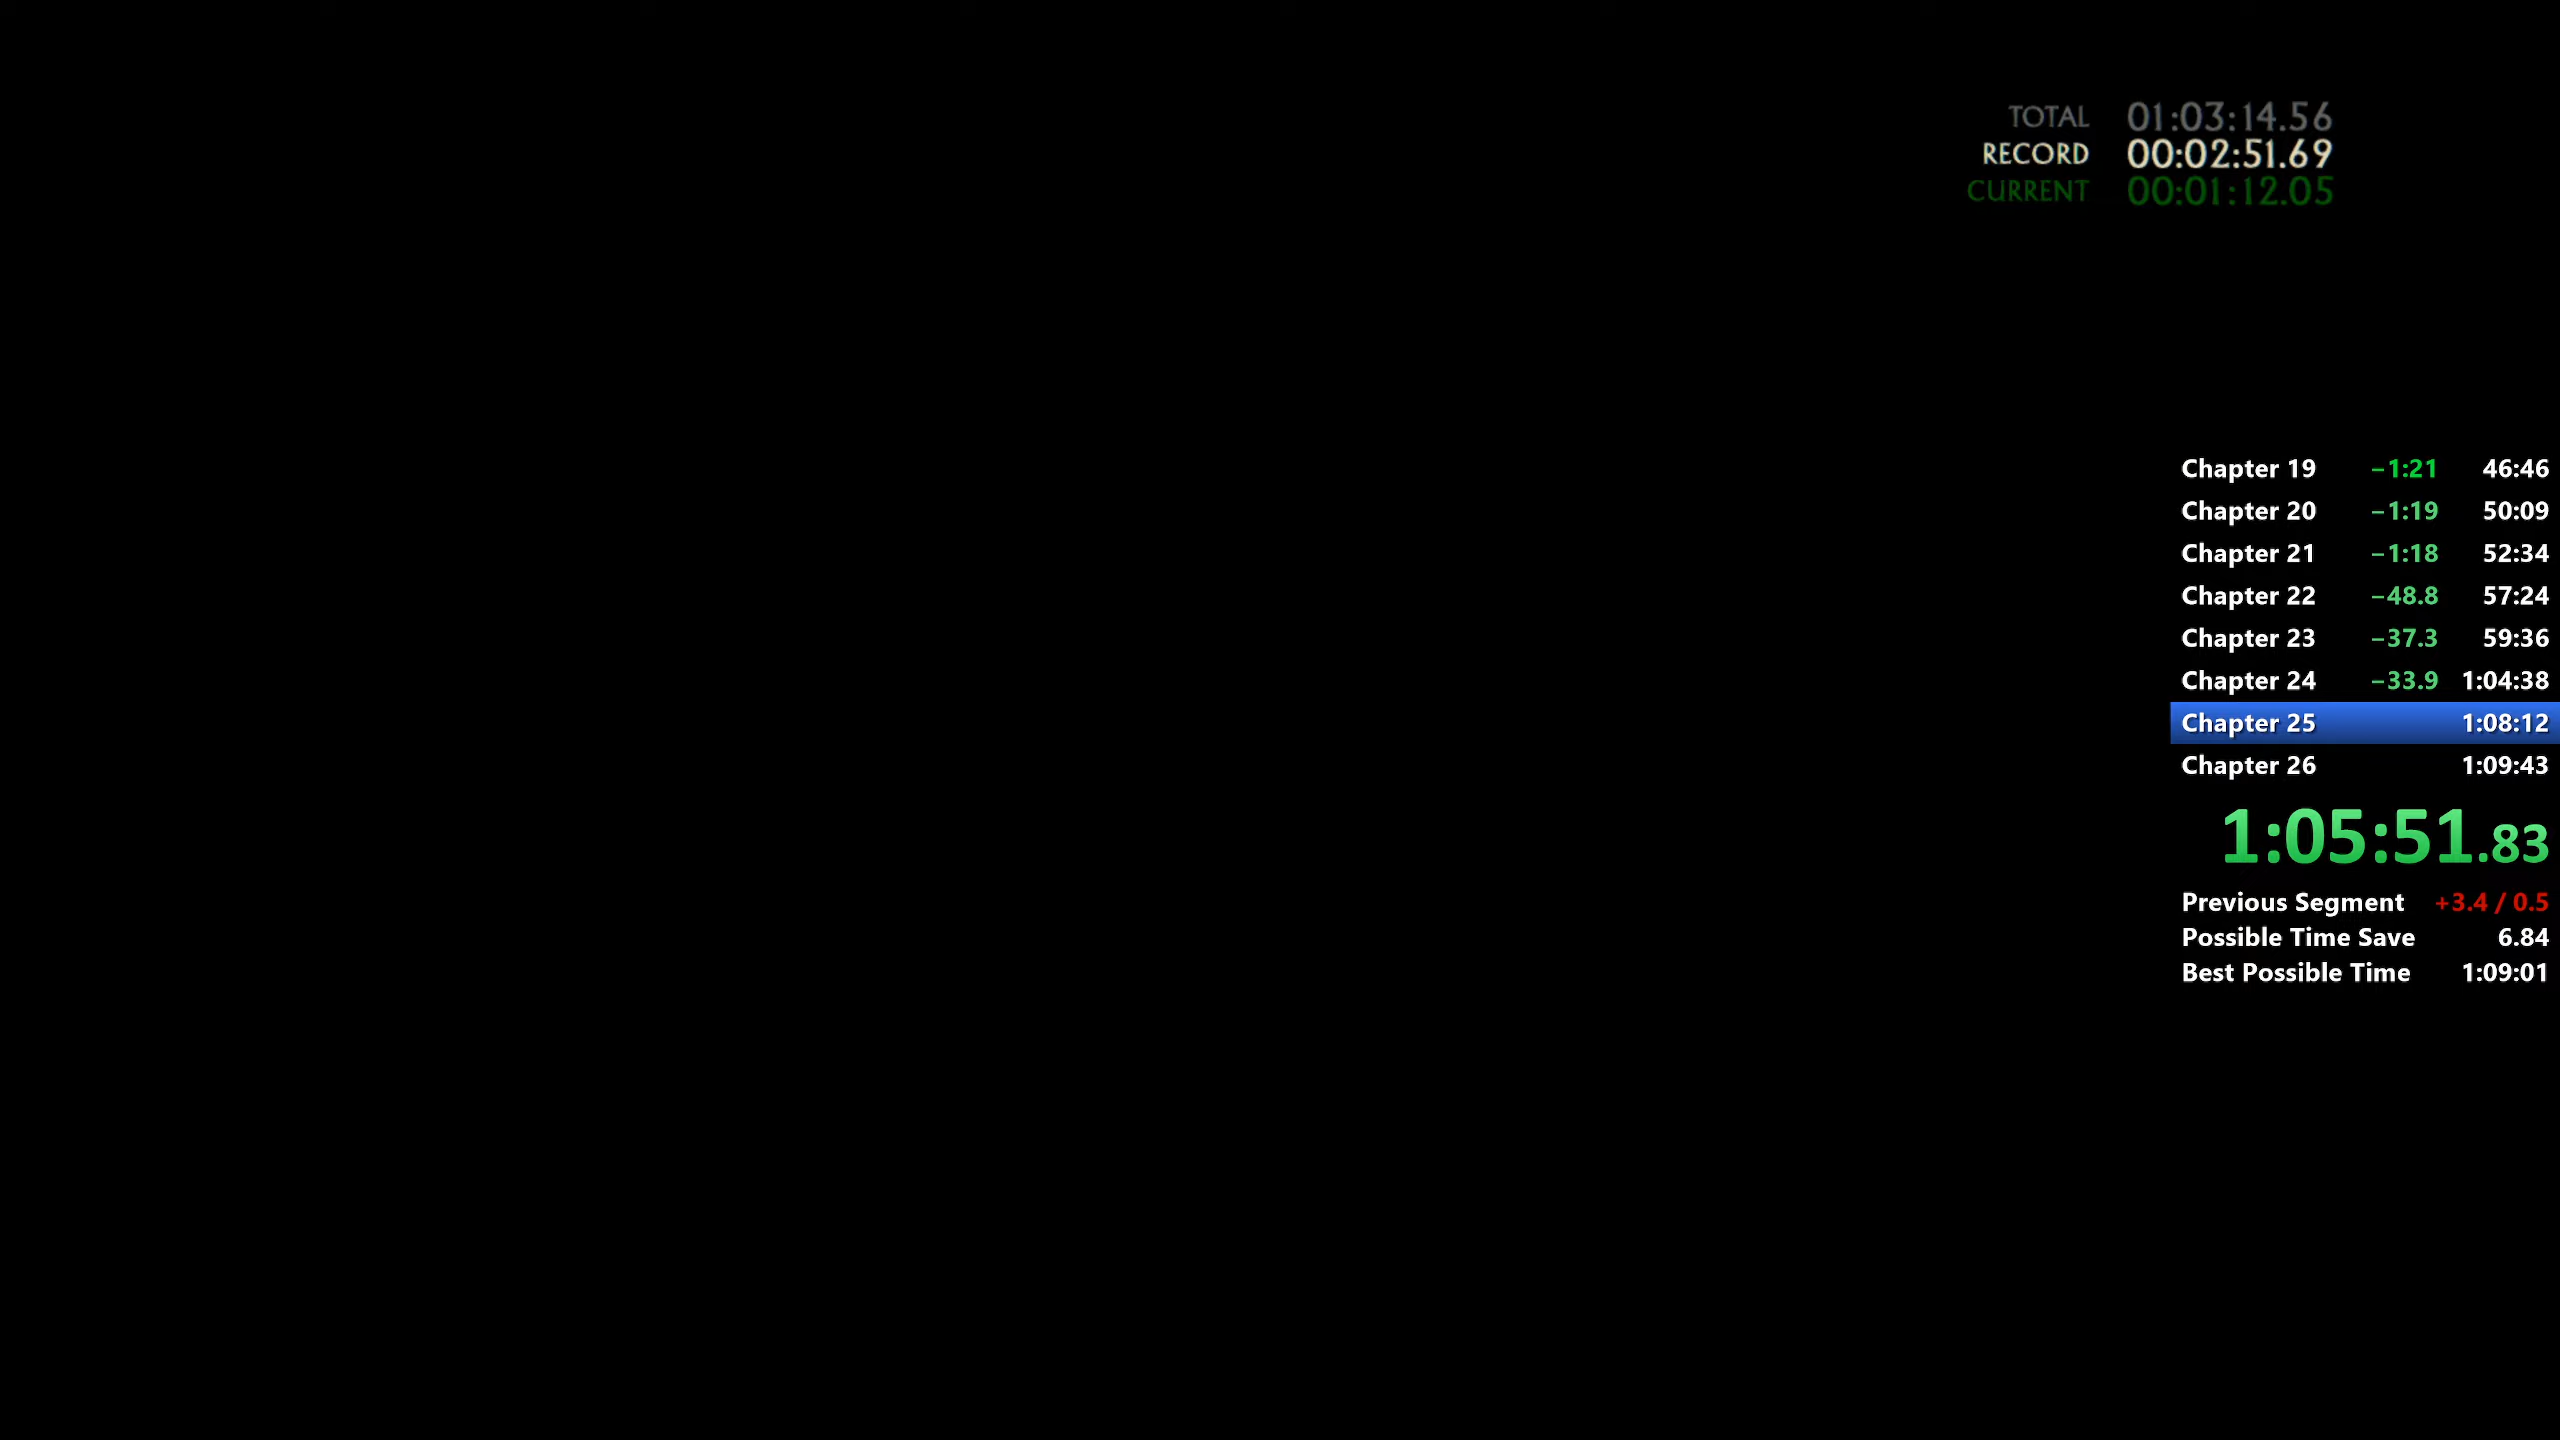 TOTAL 01:03:14.56
RECORD 00:02:51.69
CURRENT 00:01:12.05
Chapter 19 −1:21 46:46
Chapter 20 −1:19 50:09
Chapter 21 −1:18 52:34
Chapter 22 −48.8 57:24
Chapter 23 −37.3 59:36
Chapter 24 −33.9 1:04:38
Chapter 25 1:08:12
Chapter 26 1:09:43
1:05:51.83
Previous Segment +3.4 / 0.5
Possible Time Save 6.84
Best Possible Time 1:09:01